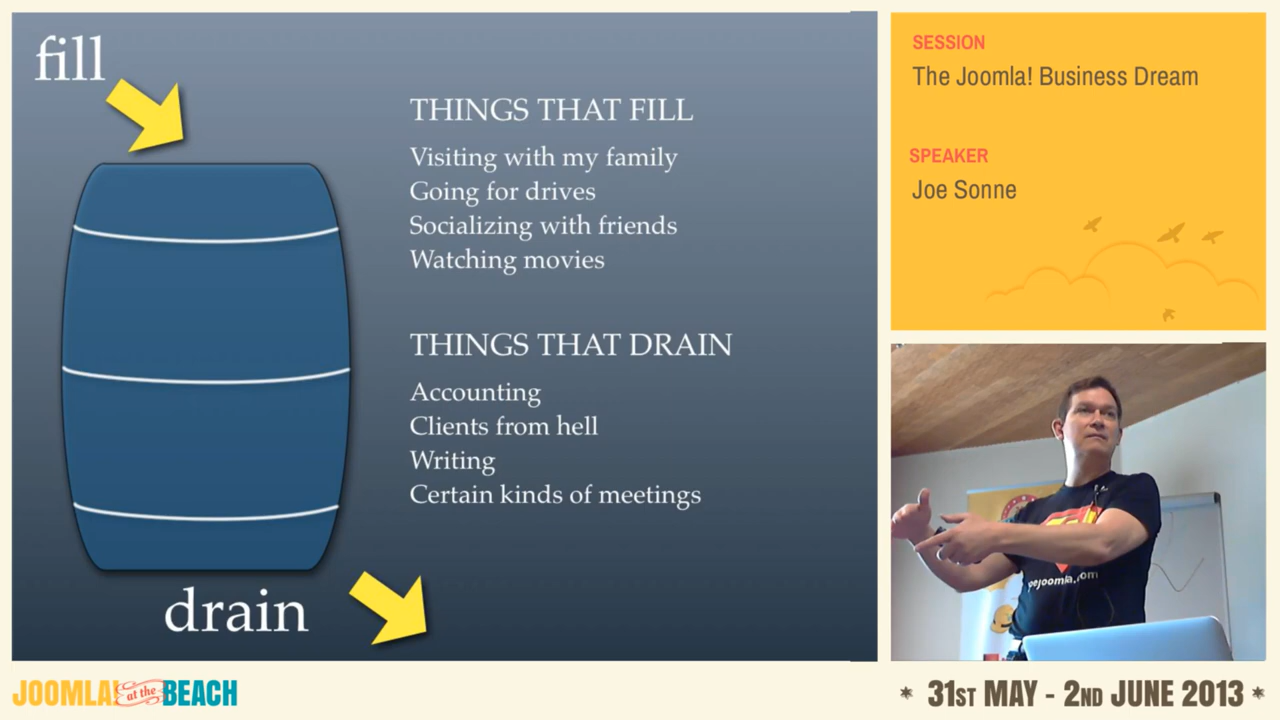 fill
THINGS THAT FILL
Visiting with my family
Going for drives
Socializing with friends
Watching movies
THINGS THAT DRAIN
Accounting
Clients from hell
Writing
Certain kinds of meetings
drain
SESSION
The Joomla! Business Dream
SPEAKER
Joe Sonne
JOOMLA! at the BEACH
* 31ST MAY - 2ND JUNE 2013 *